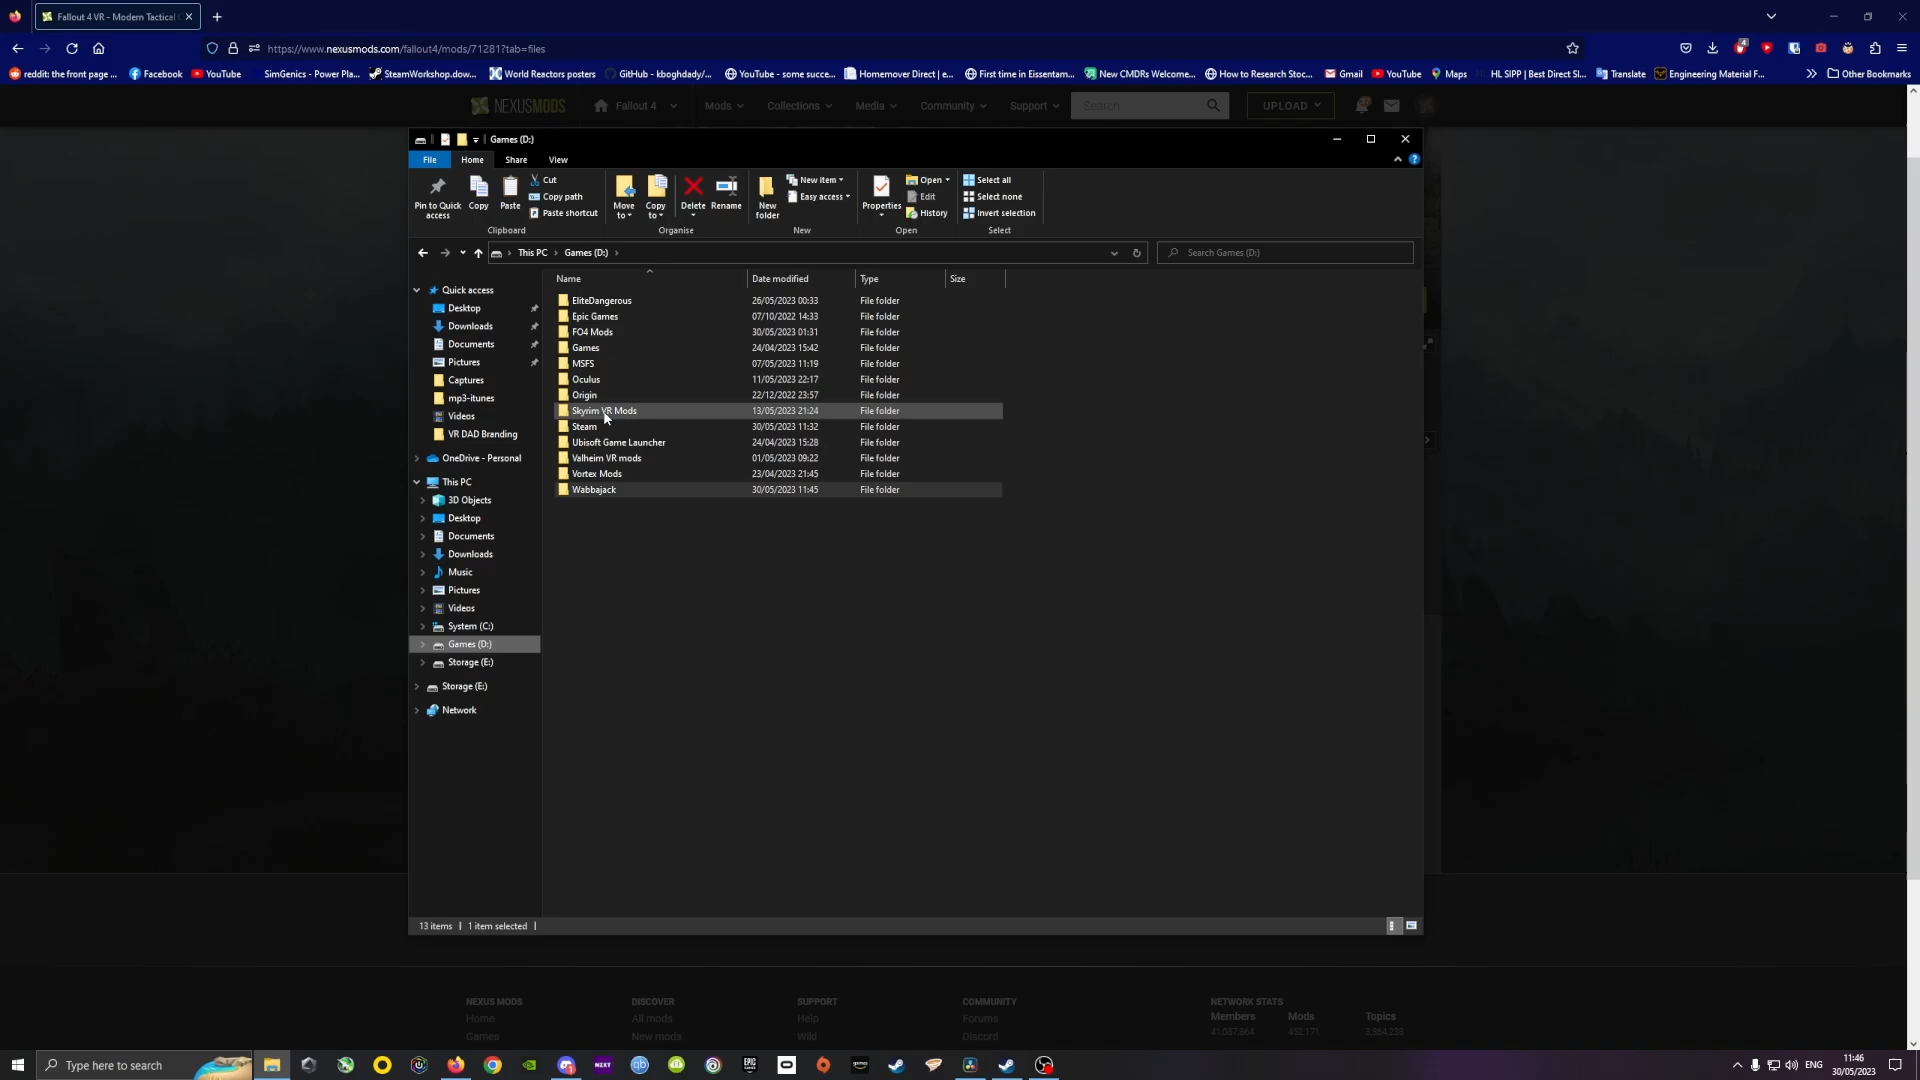 Fallout 4 VR - Modern Tactical
https://www.nexusmods.com/fallout4/mods/71281?tab=files
reddit: the front page ...
Facebook
YouTube
SimGenics - Power Pla...
SteamWorkshop.dow...
World Reactors posters
GitHub - kboghdady/...
YouTube - some succe...
Homemover Direct | e...
First time in Eissentam...
New CMDRs Welcome...
How to Research Stoc...
Gmail
YouTube
Maps
HL SIPP | Best Direct SI...
Translate
Engineering Material F...
Other Bookmarks
NEXUSMODS
Fallout 4
Mods
Collections
Media
Community
Support
Search
UPLOAD
Games (D:)
File
Home
Share
View
Pin to Quick
access
Copy
Paste
Cut
Copy path
Paste shortcut
Clipboard
Move
to
Copy
to
Delete
Rename
Organise
New
folder
New item
Easy access
New
Properties
Open
Edit
History
Open
Select all
Select none
Invert selection
Select
This PC
Games (D:)
Search Games (D:)
Name
Date modified
Type
Size
EliteDangerous 26/05/2023 00:33 File folder
Epic Games 07/10/2022 14:33 File folder
FO4 Mods 30/05/2023 01:31 File folder
Games 24/04/2023 15:42 File folder
MSFS 07/05/2023 11:19 File folder
Oculus 11/05/2023 22:17 File folder
Origin 22/12/2022 23:57 File folder
Skyrim VR Mods 13/05/2023 21:24 File folder
Steam 30/05/2023 11:32 File folder
Ubisoft Game Launcher 24/04/2023 15:28 File folder
Valheim VR mods 01/05/2023 09:22 File folder
Vortex Mods 23/04/2023 21:45 File folder
Wabbajack 30/05/2023 11:45 File folder
Quick access
Desktop
Downloads
Documents
Pictures
Captures
mp3-itunes
Videos
VR DAD Branding
OneDrive - Personal
This PC
3D Objects
Desktop
Documents
Downloads
Music
Pictures
Videos
System (C:)
Games (D:)
Storage (E:)
Storage (E:)
Network
13 items
1 item selected
NEXUS MODS
Home
Games
DISCOVER
All mods
New mods
SUPPORT
Help
Wiki
COMMUNITY
Forums
Discord
NETWORK STATS
Members Mods Topics
452,171
Type here to search
ENG
11:46
30/05/2023